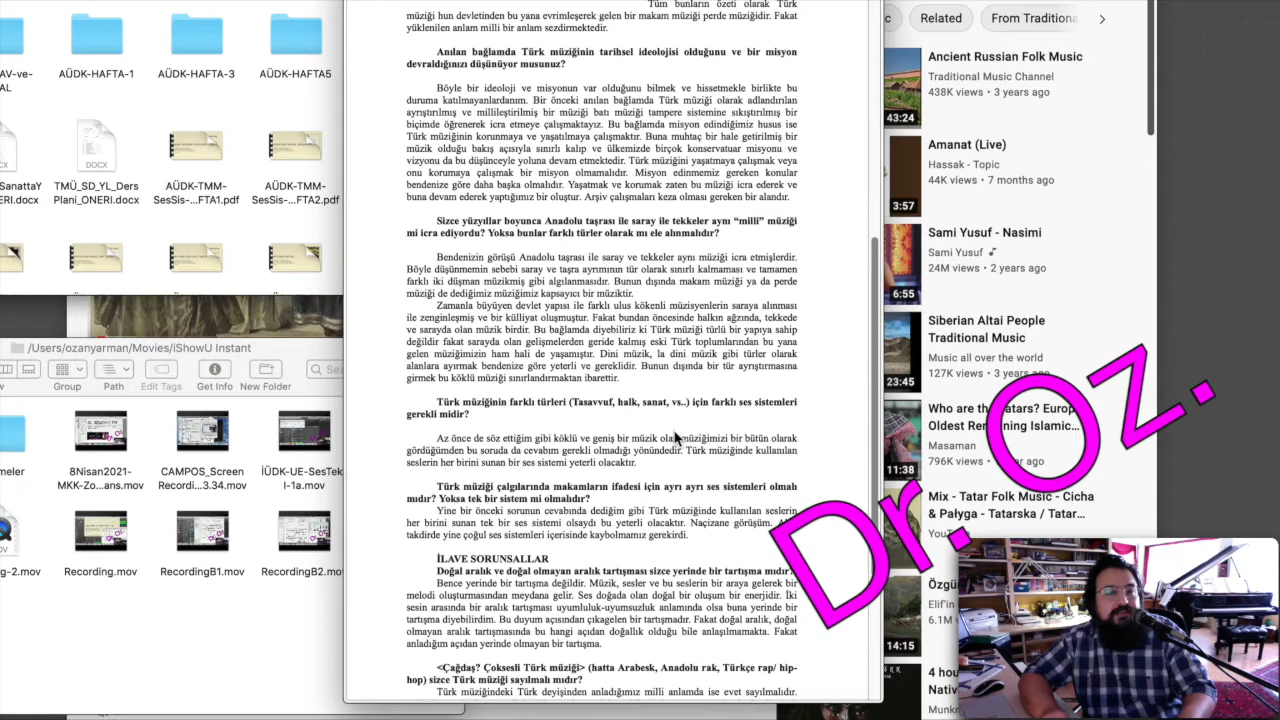 AV-ve-
AL
AÜDK-HAFTA-1
AÜDK-HAFTA-3
AÜDK-HAFTA5
DOCX
SanattaY
ERI.docx
TMÜ_SD_YL_Ders
Plani_ONERI.docx
AÜDK-TMM-
SesSis-...FTA1.pdf
AÜDK-TMM-
SesSis-...FTA2.pdf
/Users/ozanyarman/Movies/iShowU Instant
Group
Path
Edit Tags
Get Info
New Folder
Sea
meler
8Nisan2021-
MKK-Zo...ans.mov
CAMPOS_Screen
Recordi...3.34.mov
İÜDK-UE-SesTek
I-1a.mov
g-2.mov
Recording.mov
RecordingB1.mov
RecordingB2.mov
Tüm bunların özeti olarak Türk
müziği hun devletinden bu yana evrimleşerek gelen bir makam müziği perde müziğidir. Fakat
yüklenilen anlam milli bir anlam sezdirmektedir.
Anılan bağlamda Türk müziğinin tarihsel ideolojisi olduğunu ve bir misyon
devraldığınızı düşünüyor musunuz?
Böyle bir ideoloji ve misyonun var olduğunu bilmek ve hissetmekle birlikte bu
duruma katılmayanlardanım. Bir önceki anılan bağlamda Türk müziği olarak adlandırılan
ayrıştırılmış ve millileştirilmiş bir müziği batı müziği tampere sistemine sıkıştırılmış bir
biçimde öğrenerek icra etmeye çalışmaktayız. Bu bağlamda misyon edindiğimiz husus ise
Türk müziğinin korunmaya ve yaşatılmaya çalışmaktır. Buna muhtaç bir hale getirilmiş bir
müzik olduğu bakış açısıyla sınırlı kalıp ve ülkemizde birçok konservatuar misyonu ve
vizyonu da bu düşünceyle yoluna devam etmektedir. Türk müziğini yaşatmaya çalışmak veya
onu korumaya çalışmak bir misyon olmamalıdır. Misyon edinmemiz gereken konular
bendenize göre daha başka olmalıdır. Yaşatmak ve korumak zaten bu müziği icra ederek ve
buna devam ederek yaptığımız bir oluştur. Arşiv çalışmaları keza olması gereken bir alandır.
Sizce yüzyıllar boyunca Anadolu taşrası ile saray ile tekkeler aynı “milli” müziği
mi icra ediyordu? Yoksa bunlar farklı türler olarak mı ele alınmalıdır?
Bendenizin görüşü Anadolu taşrası ile saray ve tekkeler aynı müziği icra etmişlerdir.
Böyle düşünmemin sebebi saray ve taşra ayrımının tür olarak sınırlı kalmaması ve tamamen
farklı iki düşman müzikmiş gibi algılanmasıdır. Bunun dışında makam müziği ya da perde
müziği de dediğimiz müziğimiz kapsayıcı bir müziktir.
Zamanla büyüyen devlet yapısı ile farklı ulus kökenli müzisyenlerin saraya alınması
ile zenginleşmiş ve bir külliyat oluşmuştur. Fakat bundan öncesinde halkın ağzında, tekkede
ve sarayda olan müzik birdir. Bu bağlamda diyebiliriz ki Türk müziği türlü bir yapıya sahip
değildir fakat sarayda olan gelişmelerden geride kalmış eski Türk toplumlarından bu yana
gelen müziğimizin ham hali de yaşamıştır. Dini müzik, la dini müzik gibi türler olarak
alanlara ayırmak bendenize göre yeterli ve gereklidir. Bunun dışında bir tür ayrıştırmasına
girmek bu köklü müziği sınırlandırmaktan ibarettir.
Türk müziğinin farklı türleri (Tasavvuf, halk, sanat, vs..) için farklı ses sistemleri
gerekli midir?
Az önce de söz ettiğim gibi köklü ve geniş bir müzik olan müziğimizi bir bütün olarak
gördüğümden bu soruda da cevabım gerekli olmadığı yönündedir. Türk müziğinde kullanılan
seslerin her birini sunan bir ses sistemi yeterli olacaktır.
Türk müziği çalgılarında makamların ifadesi için ayrı ayrı ses sistemleri olmalı
mıdır? Yoksa tek bir sistem mi olmalıdır?
Yine bir önceki sorunun cevabında dediğim gibi Türk müziğinde kullanılan seslerin
her birini sunan tek bir ses sistemi olsaydı bu yeterli olacaktır. Naçizane görüşüm.
takdirde yine çoğul ses sistemleri içerisinde kaybolmamız gerekirdi.
İLAVE SORUNSALLAR
Doğal aralık ve doğal olmayan aralık tartışması sizce yerinde bir tartışma mıdır?
Bence yerinde bir tartışma değildir. Müzik, sesler ve bu seslerin bir araya gelerek bir
melodi oluşturmasından meydana gelir. Ses doğada olan doğal bir oluşum bir enerjidir. İki
sesin arasında bir aralık tartışması uyumluluk-uyumsuzluk anlamında olsa buna yerinde bir
tartışma diyebilirdim. Bu duyum açısından çıkagelen bir tartışmadır. Fakat doğal aralık, doğal
olmayan aralık tartışmasında bu hangi açıdan doğallık olduğu bile anlaşılmamakta. Fakat
anladığım açıdan yerinde olmayan bir tartışma.
<Çağdaş? Çoksesli Türk müziği> (hatta Arabesk, Anadolu rak, Türkçe rap/ hip-
hop) sizce Türk müziği sayılmalı mıdır?
Türk müziğindeki Türk deyişinden anladığımız milli anlamda ise evet sayılmalıdır.
c
Related
From Traditiona
Ancient Russian Folk Music
Traditional Music Channel
438K views • 3 years ago
43:24
Amanat (Live)
Hassak - Topic
44K views • 7 months ago
3:57
Sami Yusuf - Nasimi
Sami Yusuf
24M views • 2 years ago
6:55
Siberian Altai People
Traditional Music
Music all over the world
127K views • 3 ago
23:45
Who are the Tatars? Europ
Oldest Remaining Islamic...
Masaman
796K views ago
11:38
Mix - Tatar Folk Music - Cicha
& Pałyga - Tatarska / Tatar...
YouT
Özgü
Elif'in
6.1M
14:15
4 hou
Nativ
Munkn
Dr. Oz.